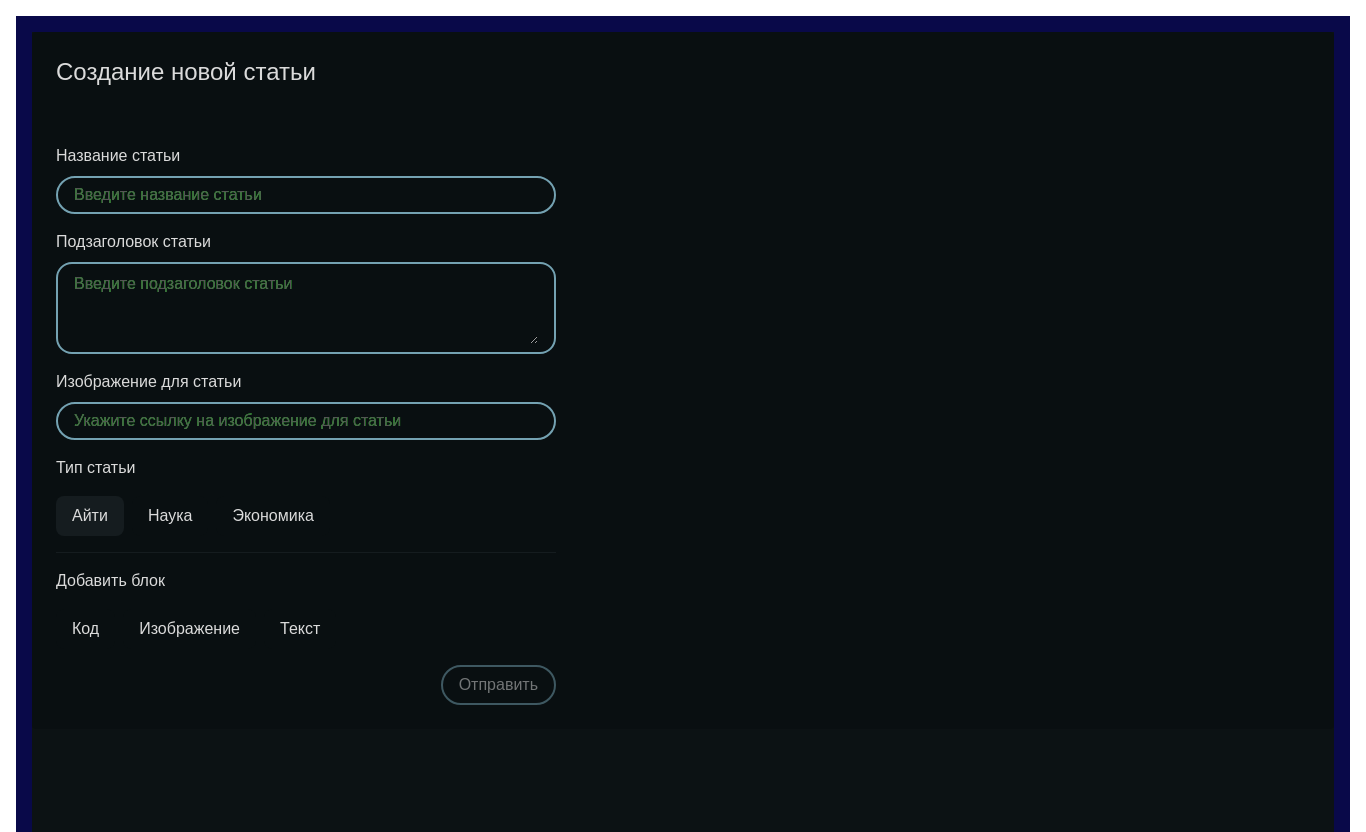 Создание новой статьи
Название статьи
Введите название статьи
Подзаголовок статьи
Введите подзаголовок статьи
Изображение для статьи
Укажите ссылку на изображение для статьи
Тип статьи
Айти Наука Экономика
Добавить блок
Код Изображение Текст
Отправить